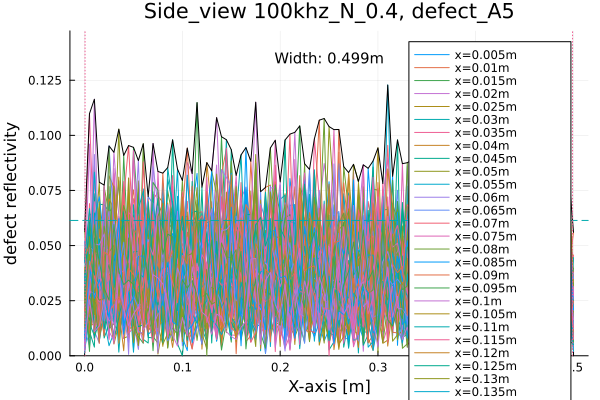 Side_view 100khz_N_0.4, defect_A5
Width: 0.499m
defect reflectivity
0.125
0.100
0.075
0.050
0.025
0.000
0.0
0.1
0.2
0.3
.5
X-axis [m]
x=0.005m
x=0.01m
x=0.015m
x=0.02m
x=0.025m
x=0.03m
x=0.035m
x=0.04m
x=0.045m
x=0.05m
x=0.055m
x=0.06m
x=0.065m
x=0.07m
x=0.075m
x=0.08m
x=0.085m
x=0.09m
x=0.095m
x=0.1m
x=0.105m
x=0.11m
x=0.115m
x=0.12m
x=0.125m
x=0.13m
x=0.135m